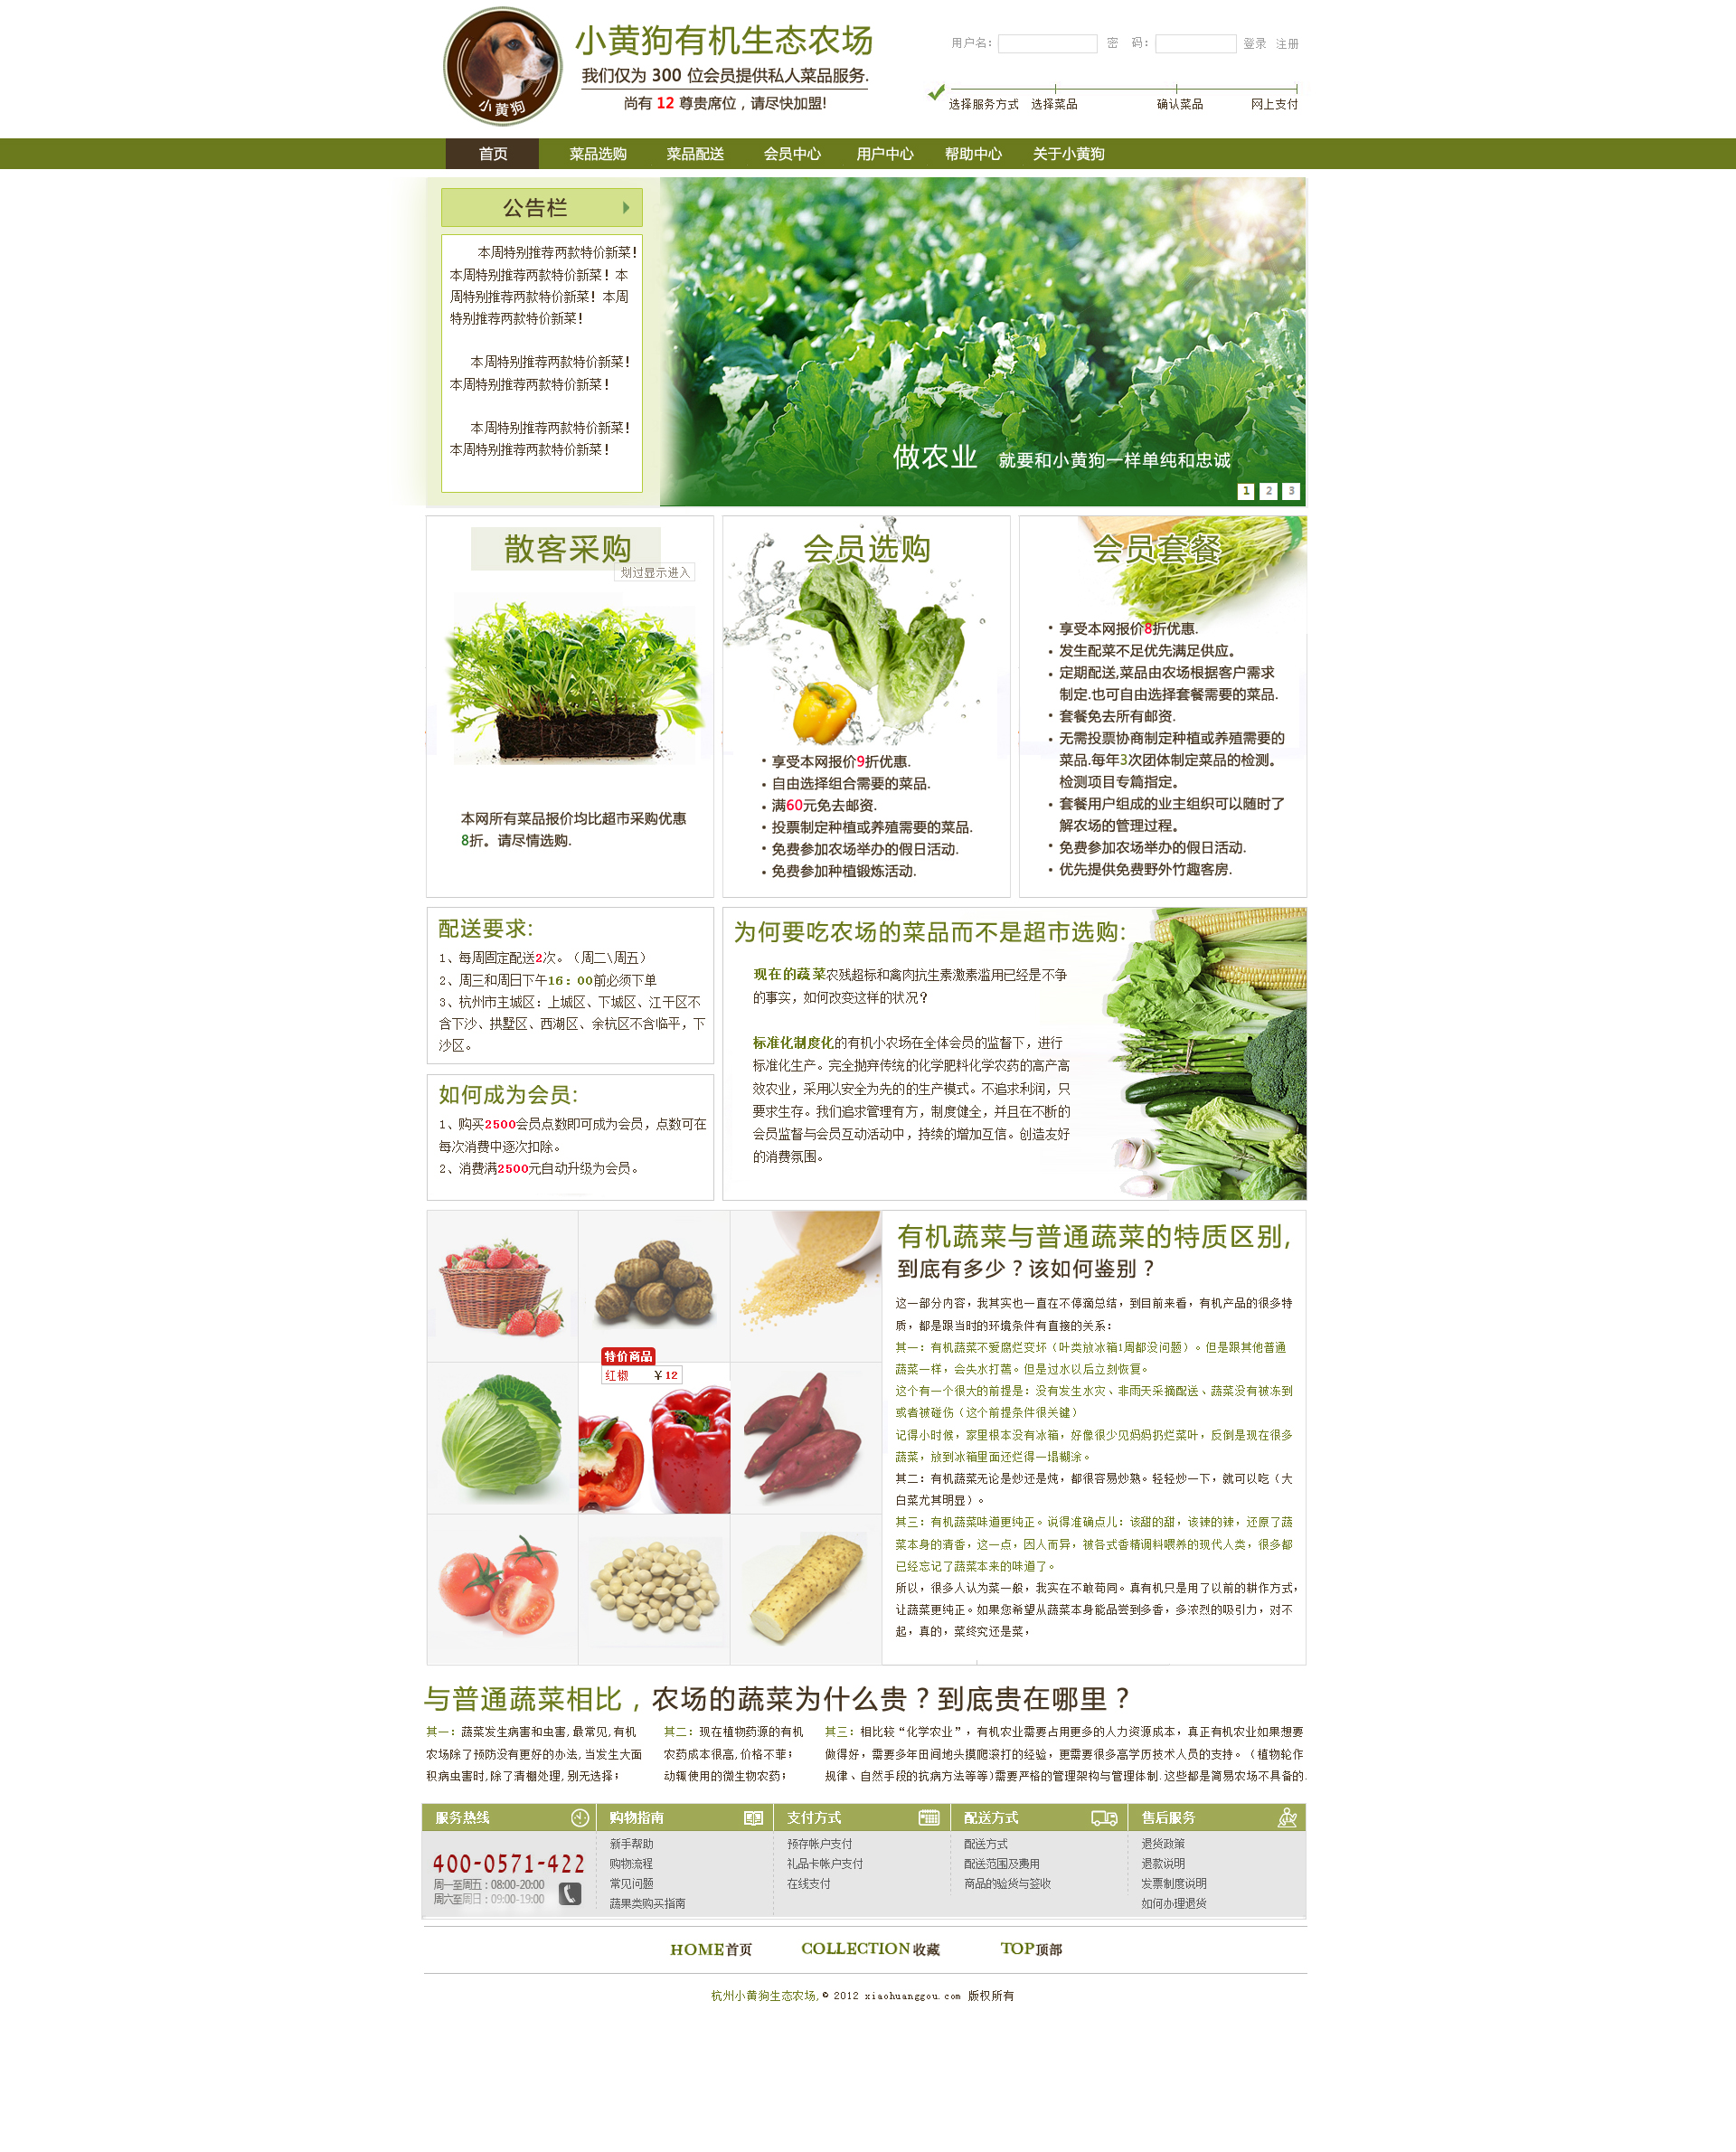 小黄狗
小黄狗有机生态农场
我们仅为 300 位会员提供私人菜品服务.
尚有 12 尊贵席位，请尽快加盟!
用户名：
密 码：
登录 注册
选择服务方式 选择菜品 确认菜品 网上支付
首页 菜品选购 菜品配送 会员中心 用户中心 帮助中心 关于小黄狗
公告栏
本周特别推荐两款特价新菜！
本周特别推荐两款特价新菜！本
周特别推荐两款特价新菜！本周
特别推荐两款特价新菜！
本周特别推荐两款特价新菜！
本周特别推荐两款特价新菜！
本周特别推荐两款特价新菜！
本周特别推荐两款特价新菜！
做农业 就要和小黄狗一样单纯和忠诚
1 2 3
散客采购
划过显示进入
本网所有菜品报价均比超市采购优惠
8折。请尽情选购.
会员选购
• 享受本网报价9折优惠.
• 自由选择组合需要的菜品.
• 满60元免去邮资.
• 投票制定种植或养殖需要的菜品.
• 免费参加农场举办的假日活动.
• 免费参加种植锻炼活动.
会员套餐
• 享受本网报价8折优惠.
• 发生配菜不足优先满足供应。
• 定期配送,菜品由农场根据客户需求
制定.也可自由选择套餐需要的菜品.
• 套餐免去所有邮资.
• 无需投票协商制定种植或养殖需要的
菜品.每年3次团体制定菜品的检测。
检测项目专篇指定。
• 套餐用户组成的业主组织可以随时了
解农场的管理过程。
• 免费参加农场举办的假日活动.
• 优先提供免费野外竹趣客房.
配送要求:
1、每周固定配送2次。（周二\周五）
2、周三和周日下午16：00前必须下单
3、杭州市主城区：上城区、下城区、江干区不
含下沙、拱墅区、西湖区、余杭区不含临平，下
沙区。
如何成为会员:
1、购买2500会员点数即可成为会员，点数可在
每次消费中逐次扣除。
2、消费满2500元自动升级为会员。
为何要吃农场的菜品而不是超市选购:
现在的蔬菜农残超标和禽肉抗生素激素滥用已经是不争
的事实，如何改变这样的状况？
标准化制度化的有机小农场在全体会员的监督下，进行
标准化生产。完全抛弃传统的化学肥料化学农药的高产高
效农业，采用以安全为先的的生产模式。不追求利润，只
要求生存。我们追求管理有方，制度健全，并且在不断的
会员监督与会员互动活动中，持续的增加互信。创造友好
的消费氛围。
特价商品
红椒 ￥12
有机蔬菜与普通蔬菜的特质区别,
到底有多少？该如何鉴别？
这一部分内容，我其实也一直在不停滴总结，到目前来看，有机产品的很多特
质，都是跟当时的环境条件有直接的关系：
其一：有机蔬菜不爱腐烂变坏（叶类放冰箱1周都没问题）。但是跟其他普通
蔬菜一样，会失水打蔫。但是过水以后立刻恢复。
这个有一个很大的前提是：没有发生水灾、非雨天采摘配送、蔬菜没有被冻到
或者被碰伤（这个前提条件很关键）
记得小时候，家里根本没有冰箱，好像很少见妈妈扔烂菜叶，反倒是现在很多
蔬菜，放到冰箱里面还烂得一塌糊涂。
其二：有机蔬菜无论是炒还是炖，都很容易炒熟。轻轻炒一下，就可以吃（大
白菜尤其明显）。
其三：有机蔬菜味道更纯正。说得准确点儿：该甜的甜，该辣的辣，还原了蔬
菜本身的清香，这一点，因人而异，被各式香精调料喂养的现代人类，很多都
已经忘记了蔬菜本来的味道了。
所以，很多人认为菜一般，我实在不敢苟同。真有机只是用了以前的耕作方式，
让蔬菜更纯正。如果您希望从蔬菜本身能品尝到多香，多浓烈的吸引力，对不
起，真的，菜终究还是菜，
与普通蔬菜相比，农场的蔬菜为什么贵？到底贵在哪里？
其一：蔬菜发生病害和虫害,最常见,有机
农场除了预防没有更好的办法,当发生大面
积病虫害时,除了清棚处理,别无选择；
其二：现在植物药源的有机
农药成本很高,价格不菲；
动辄使用的微生物农药；
其三：相比较“化学农业”，有机农业需要占用更多的人力资源成本，真正有机农业如果想要
做得好，需要多年田间地头摸爬滚打的经验，更需要很多高学历技术人员的支持。（植物轮作
规律、自然手段的抗病方法等等)需要严格的管理架构与管理体制.这些都是简易农场不具备的.
服务热线
400-0571-422
周一至周五：08:00-20:00
周六至周日：09:00-19:00
购物指南
新手帮助
购物流程
常见问题
蔬果类购买指南
支付方式
预存帐户支付
礼品卡帐户支付
在线支付
配送方式
配送方式
配送范围及费用
商品的验货与签收
售后服务
退货政策
退款说明
发票制度说明
如何办理退货
HOME首页 COLLECTION收藏 TOP顶部
杭州小黄狗生态农场,© 2012 xiaohuanggou.com 版权所有